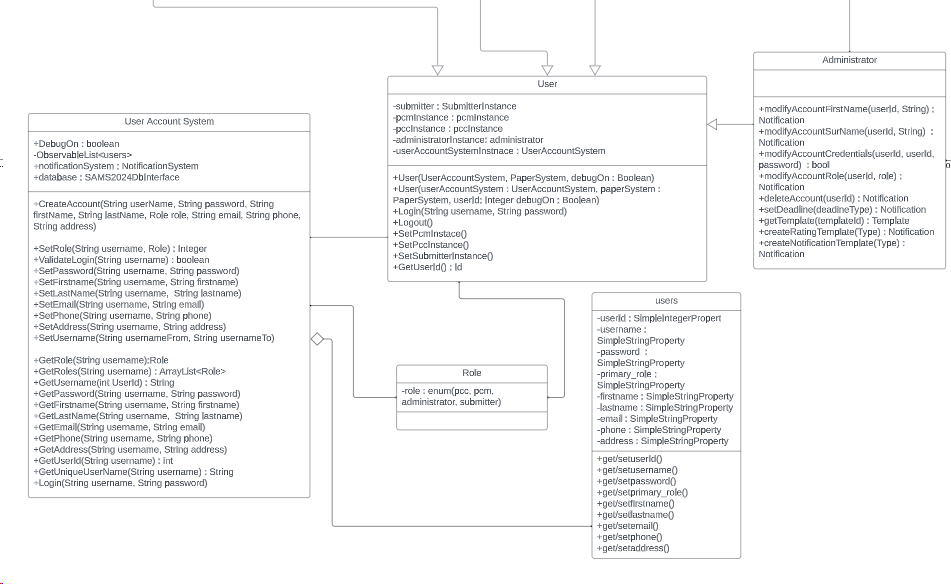 User Account System
+DebugOn : boolean
-ObservableList<users>
+notificationSystem : NotificationSystem
+database : SAMS2024DbInterface
+CreateAccount(String userName, String password, String
firstName, String lastName, Role role, String email, String phone,
String address)
+SetRole(String username, Role) : Integer
+ValidateLogin(String username) : boolean
+SetPassword(String username, String password)
+SetFirstname(String username, String firstname)
+SetLastName(String username,  String lastname)
+SetEmail(String username, String email)
+SetPhone(String username, String phone)
+SetAddress(String username, String address)
+SetUsername(String usernameFrom, String usernameTo)
+GetRole(String username):Role
+GetRoles(String username) : ArrayList<Role>
+GetUsername(int UserId) : String
+GetPassword(String username, String password)
+GetFirstname(String username, String firstname)
+GetLastName(String username,  String lastname)
+GetEmail(String username, String email)
+GetPhone(String username, String phone)
+GetAddress(String username, String address)
+GetUserId(String username) : int
+GetUniqueUserName(String username) : String
+Login(String username, String password)
User
-submitter : SubmitterInstance
-pcmInstance : pcmInstance
-pccInstance : pccInstance
-administratorInstance: administrator
-userAccountSystemInstnace : UserAccountSystem
+User(UserAccountSystem, PaperSystem, debugOn : Boolean)
+User(userAccountSystem : UserAccountSystem, paperSystem :
PaperSystem, userId; Integer debugOn ; Boolean)
+Login(String username, String password)
+Logout()
+SetPcmInstace()
+SetPccInstance()
+SetSubmitterInstance()
+GetUserId() : Id
Role
-role : enum(pcc, pcm,
administrator, submitter)
users
-userId : SimpleIntegerPropert
-username :
SimpleStringProperty
-password  :
SimpleStringProperty
-primary_role :
SimpleStringProperty
-firstname : SimpleStringProperty
-lastname : SimpleStringProperty
-email : SimpleStringProperty
-phone : SimpleStringProperty
-address : SimpleStringProperty
+get/setuserId()
+get/setusername()
+get/setpassword()
+get/setprimary_role()
+get/setfirstname()
+get/setlastname()
+get/setemail()
+get/setphone()
+get/setaddress()
Administrator
+modifyAccountFirstName(userId, String) :
Notification
+modifyAccountSurName(userId, String)  :
Notification
+modifyAccountCredentials(userId, userId,
password)  : bool
+modifyAccountRole(userId, role) :
Notification
+deleteAccount(userId) : Notification
+setDeadline(deadlineType) : Notification
+getTemplate(templateId) : Template
+createRatingTemplate(Type) : Notification
+createNotificationTemplate(Type) :
Notification